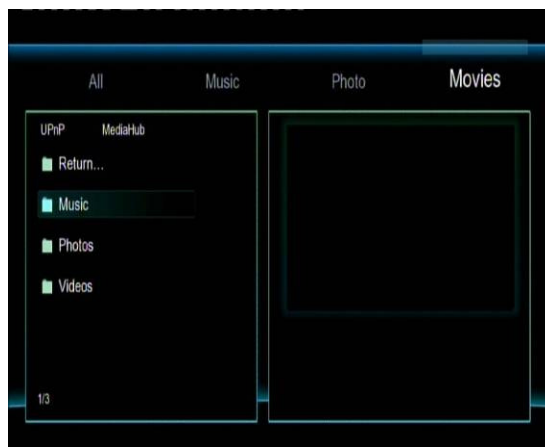 All Music Photo Movies
UPnP MediaHub
Return...
Music
Photos
Videos
1/3